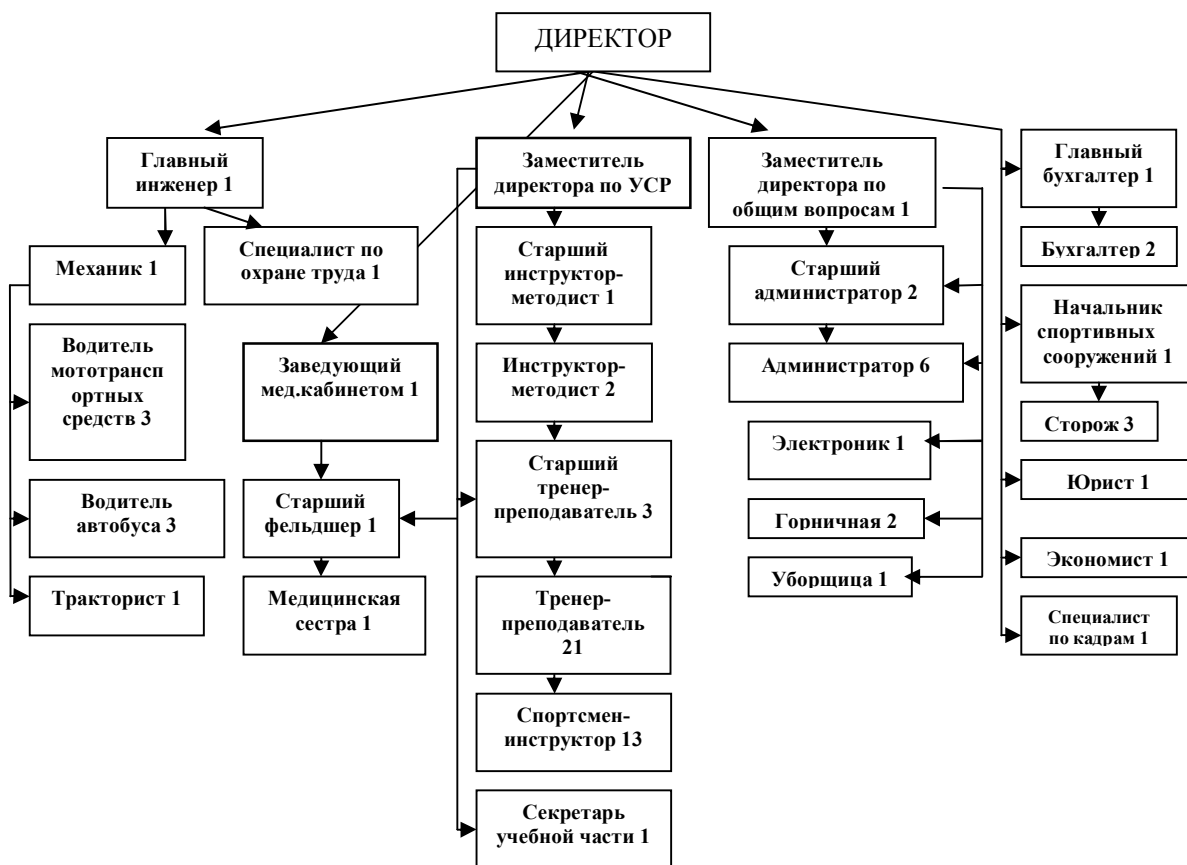 ДИРЕКТОР
Главный
инженер 1
Заместитель
директора по УСР
Заместитель
директора по
общим вопросам 1
Главный
бухгалтер 1
Механик 1
Специалист по
охране труда 1
Старший
инструктор-
методист 1
Старший
администратор 2
Бухгалтер 2
Водитель
мототрансп
ортных
средств 3
Заведующий
мед.кабинетом 1
Инструктор-
методист 2
Администратор 6
Начальник
спортивных
сооружений 1
Сторож 3
Водитель
автобуса 3
Старший
фельдшер 1
Старший
тренер-
преподаватель 3
Электроник 1
Юрист 1
Горничная 2
Тракторист 1
Медицинская
сестра 1
Тренер-
преподаватель
21
Уборщица 1
Экономист 1
Специалист
по кадрам 1
Спортсмен-
инструктор 13
Секретарь
учебной части 1